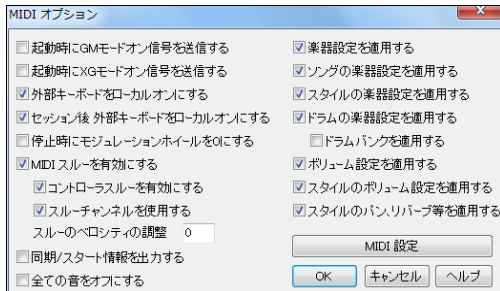 MIDI オプション
起動時にGMモードオン信号を送信する
起動時にXGモードオン信号を送信する
外部キーボードをローカルオンにする
セッション後 外部キーボードをローカルオンにする
停止時にモジュレーションホイールを0にする
MIDI スルーを有効にする
コントローラスルーを有効にする
スルーチャンネルを使用する
スルーのベロシティの調整 0
同期/スタート情報を出力する
全ての音をオフにする
楽器設定を適用する
ソングの楽器設定を適用する
スタイルの楽器設定を適用する
ドラムの楽器設定を適用する
ドラムバンクを適用する
ボリューム設定を適用する
スタイルのボリューム設定を適用する
スタイルのパン、リバーブ等を適用する
MIDI 設定
OK キャンセル ヘルプ